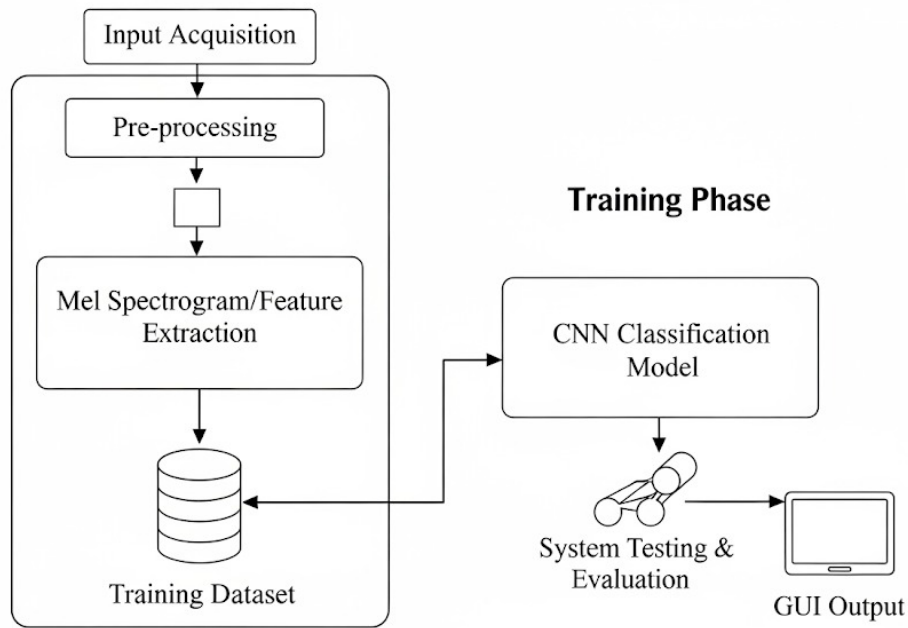 Input Acquisition
Pre-processing
Mel Spectrogram/Feature
Extraction
Training Dataset
Training Phase
CNN Classification
Model
System Testing &
Evaluation
GUI Output